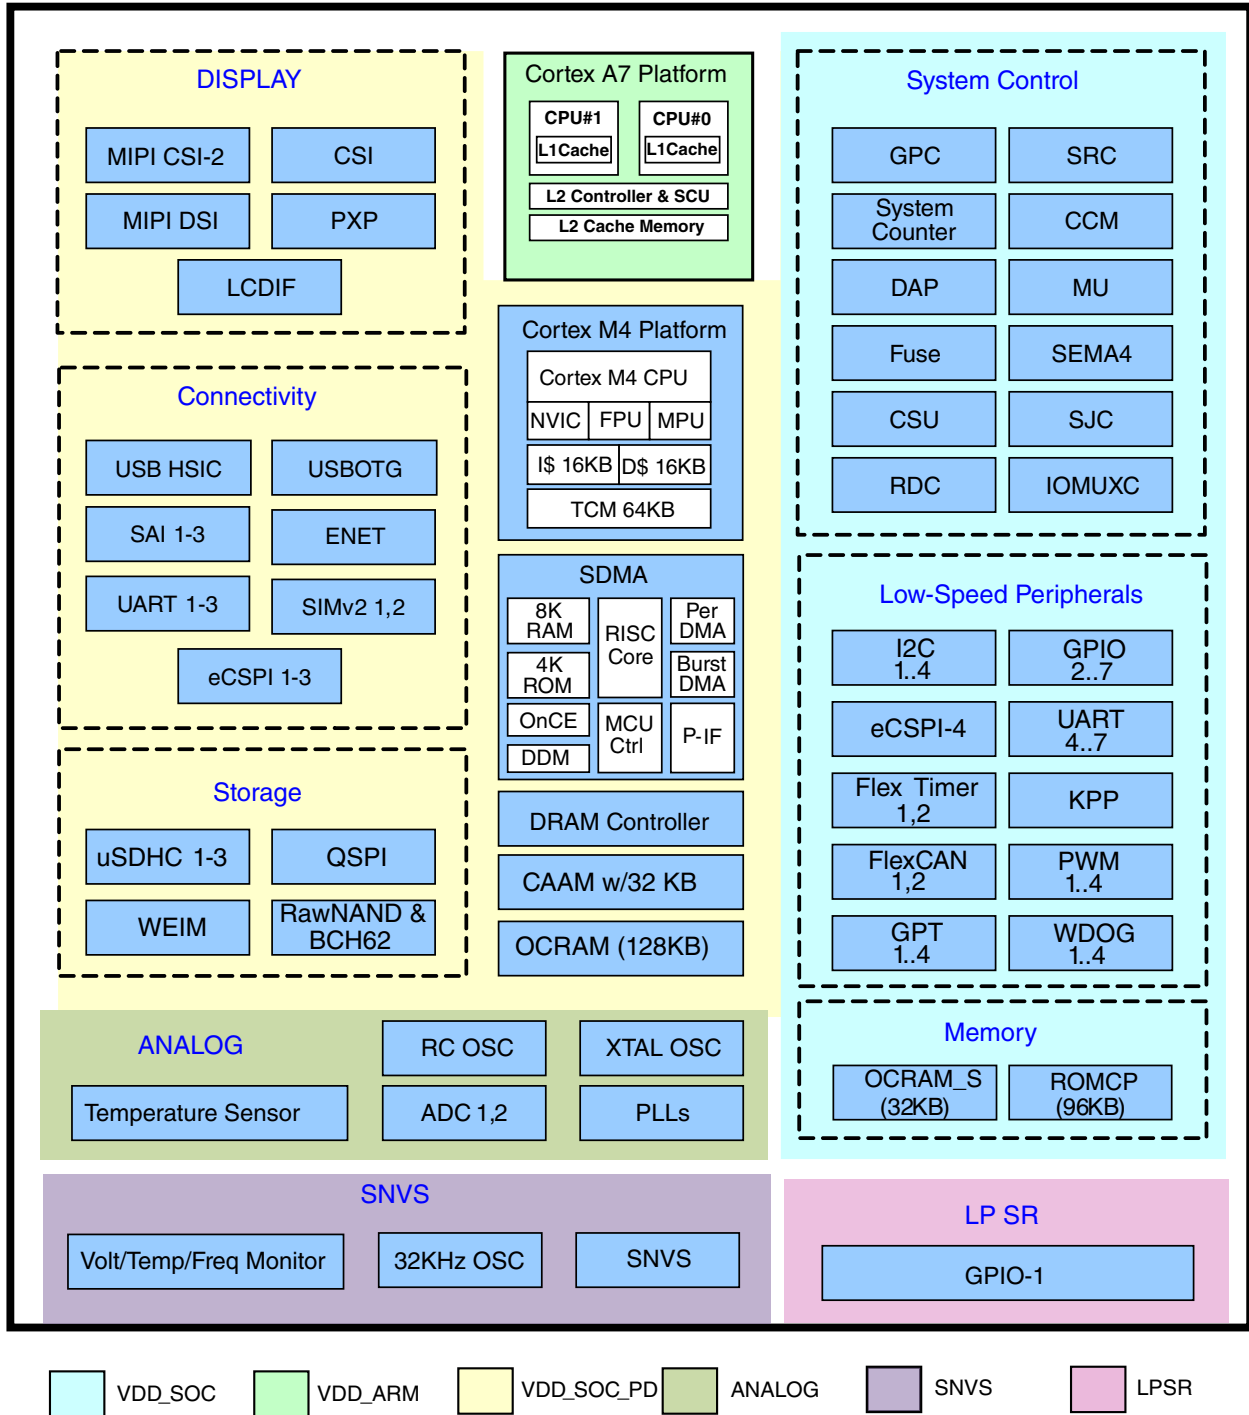 DISPLAY
MIPI CSI-2
CSI
MIPI DSI
PXP
LCDIF
Connectivity
USB HSIC
USBOTG
SAI 1-3
ENET
UART 1-3
SIMv2 1,2
eCSPI 1-3
Storage
uSDHC 1-3
QSPI
WEIM
RawNAND &
BCH62
Cortex A7 Platform
CPU#1
L1Cache
CPU#0
L1Cache
L2 Controller & SCU
L2 Cache Memory
Cortex M4 Platform
Cortex M4 CPU
NVIC
FPU
MPU
I$ 16KB
D$ 16KB
TCM 64KB
SDMA
8K
RAM
RISC
Core
Per
DMA
4K
ROM
Burst
DMA
OnCE
MCU
Ctrl
P-IF
DDM
DRAM Controller
CAAM w/32 KB
OCRAM (128KB)
System Control
GPC
SRC
System
Counter
CCM
DAP
MU
Fuse
SEMA4
CSU
SJC
RDC
IOMUXC
Low-Speed Peripherals
I2C
1..4
GPIO
2..7
eCSPI-4
UART
4..7
Flex Timer
1,2
KPP
FlexCAN
1,2
PWM
1..4
GPT
1..4
WDOG
1..4
Memory
OCRAM_S
(32KB)
ROMCP
(96KB)
ANALOG
RC OSC
XTAL OSC
Temperature Sensor
ADC 1,2
PLLs
SNVS
Volt/Temp/Freq Monitor
32KHz OSC
SNVS
LP SR
GPIO-1
VDD_SOC
VDD_ARM
VDD_SOC_PD
ANALOG
SNVS
LPSR